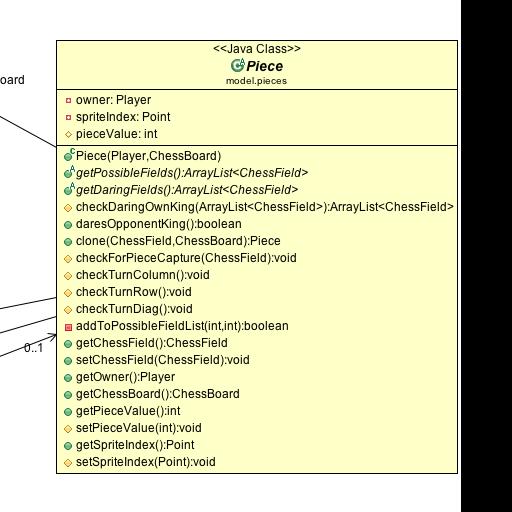 <<Java Class>>
Piece
model.pieces
oard
owner: Player
spriteIndex: Point
pieceValue: int
Piece(Player,ChessBoard)
getPossibleFields():ArrayList<ChessField>
getDaringFields():ArrayList<ChessField>
checkDaringOwnKing(ArrayList<ChessField>):ArrayList<ChessField>
daresOpponentKing():boolean
clone(ChessField,ChessBoard):Piece
checkForPieceCapture(ChessField):void
checkTurnColumn():void
checkTurnRow():void
checkTurnDiag():void
addToPossibleFieldList(int,int):boolean
0..1
getChessField():ChessField
setChessField(ChessField):void
getOwner():Player
getChessBoard():ChessBoard
getPieceValue():int
setPieceValue(int):void
getSpriteIndex():Point
setSpriteIndex(Point):void